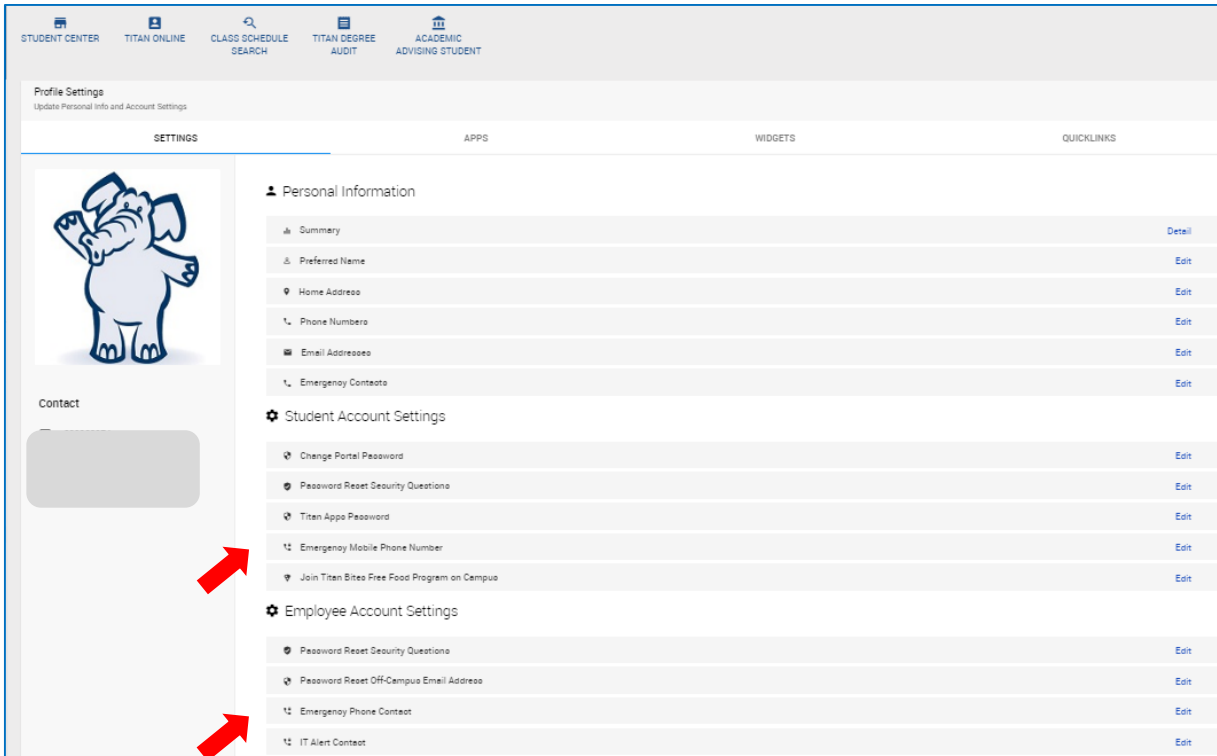 STUDENT CENTER
TITAN ONLINE
CLASS SCHEDULE
SEARCH
TITAN DEGREE
AUDIT
ACADEMIC
ADVISING STUDENT
Profile Settings
Update Personal Info and Account Settings
SETTINGS APPS WIDGETS QUICKLINKS
Personal Information
Summary Detail
Preferred Name Edit
Home Address Edit
Phone Numbers Edit
Email Addresses Edit
Emergency Contacts Edit
Contact
Student Account Settings
Change Portal Password Edit
Password Reset Security Questions Edit
Titan Apps Password Edit
Emergency Mobile Phone Number Edit
Join Titan Bites Free Food Program on Campus Edit
Employee Account Settings
Password Reset Security Questions Edit
Password Reset Off-Campus Email Address Edit
Emergency Phone Contact Edit
IT Alert Contact Edit